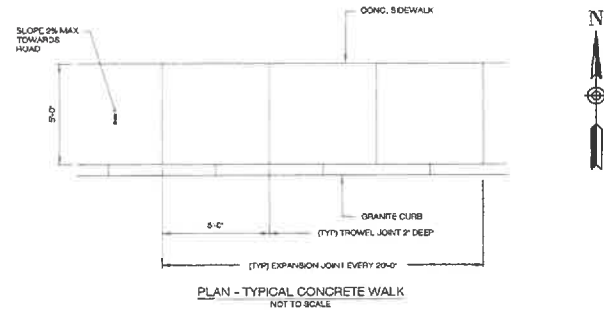 CONC. SIDEWALK
N
SLOPE 2% MAX
TOWARDS
ROAD
5'-0"
GRANITE CURB
5'-0"
(TYP) TROWEL JOINT 2" DEEP
(TYP) EXPANSION JOINT EVERY 20'-0"
PLAN - TYPICAL CONCRETE WALK
NOT TO SCALE